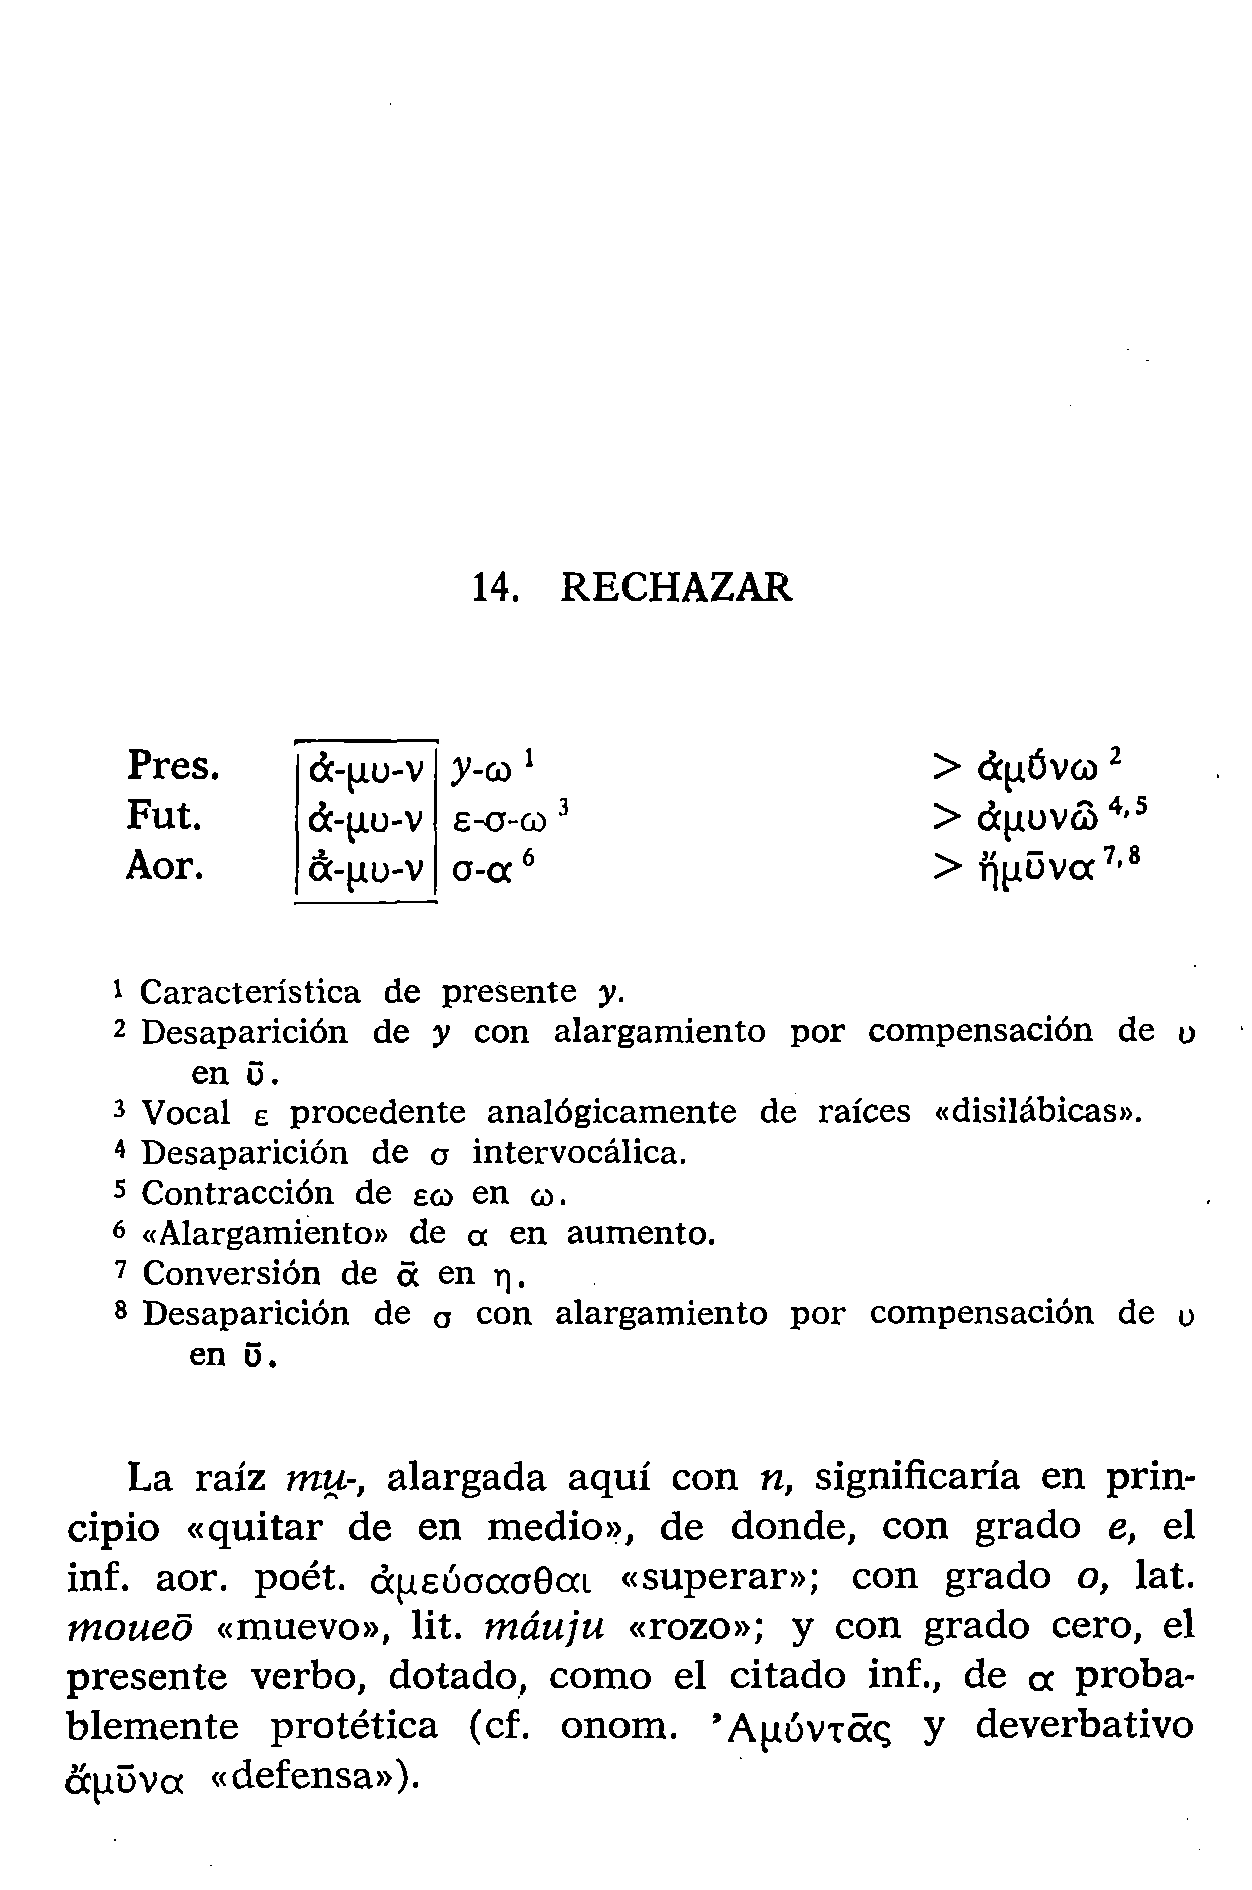 14. RECHAZAR
Pres. ἀ-μυ-ν y-ω ¹ > ἀμῡ́νω ²
Fut. ἀ-μυ-ν ε-σ-ω ³ > ἀμυνῶ ⁴,⁵
Aor. ἀ̄-μυ-ν σ-α ⁶ > ἤμῡνα ⁷,⁸
¹ Característica de presente y.
² Desaparición de y con alargamiento por compensación de υ
en ῡ.
³ Vocal ε procedente analógicamente de raíces «disilábicas».
⁴ Desaparición de σ intervocálica.
⁵ Contracción de εω en ω.
⁶ «Alargamiento» de α en aumento.
⁷ Conversión de ᾱ en η.
⁸ Desaparición de σ con alargamiento por compensación de υ
en ῡ.
La raíz mu̯-, alargada aquí con n, significaría en prin-
cipio «quitar de en medio», de donde, con grado e, el
inf. aor. poét. ἀμεύσασθαι «superar»; con grado o, lat.
moueō «muevo», lit. máuju «rozo»; y con grado cero, el
presente verbo, dotado, como el citado inf., de α proba-
blemente protética (cf. onom. Ἀμύντᾱς y deverbativo
ἄμῡνα «defensa»).